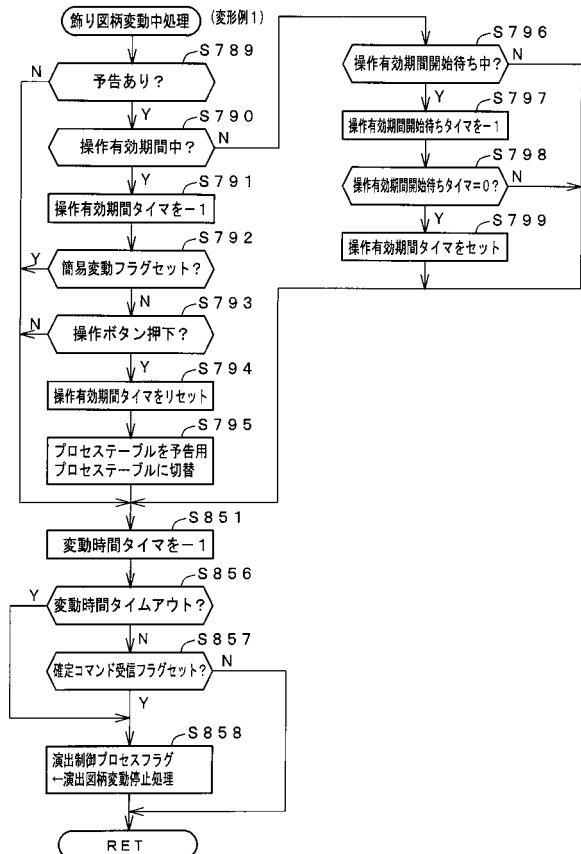 飾り図柄変動中処理
(変形例1)
S789
予告あり?
N
Y
S790
操作有効期間中?
N
Y
S791
操作有効期間タイマを−1
S792
簡易変動フラグセット?
Y
N
S793
操作ボタン押下?
N
Y
S794
操作有効期間タイマをリセット
S795
プロセステーブルを予告用
プロセステーブルに切替
S796
操作有効期間開始待ち中?
N
Y
S797
操作有効期間開始待ちタイマを−1
S798
操作有効期間開始待ちタイマ=0?
N
Y
S799
操作有効期間タイマをセット
S851
変動時間タイマを−1
S856
変動時間タイムアウト?
Y
N
S857
確定コマンド受信フラグセット?
N
Y
S858
演出制御プロセスフラグ
←演出図柄変動停止処理
RET